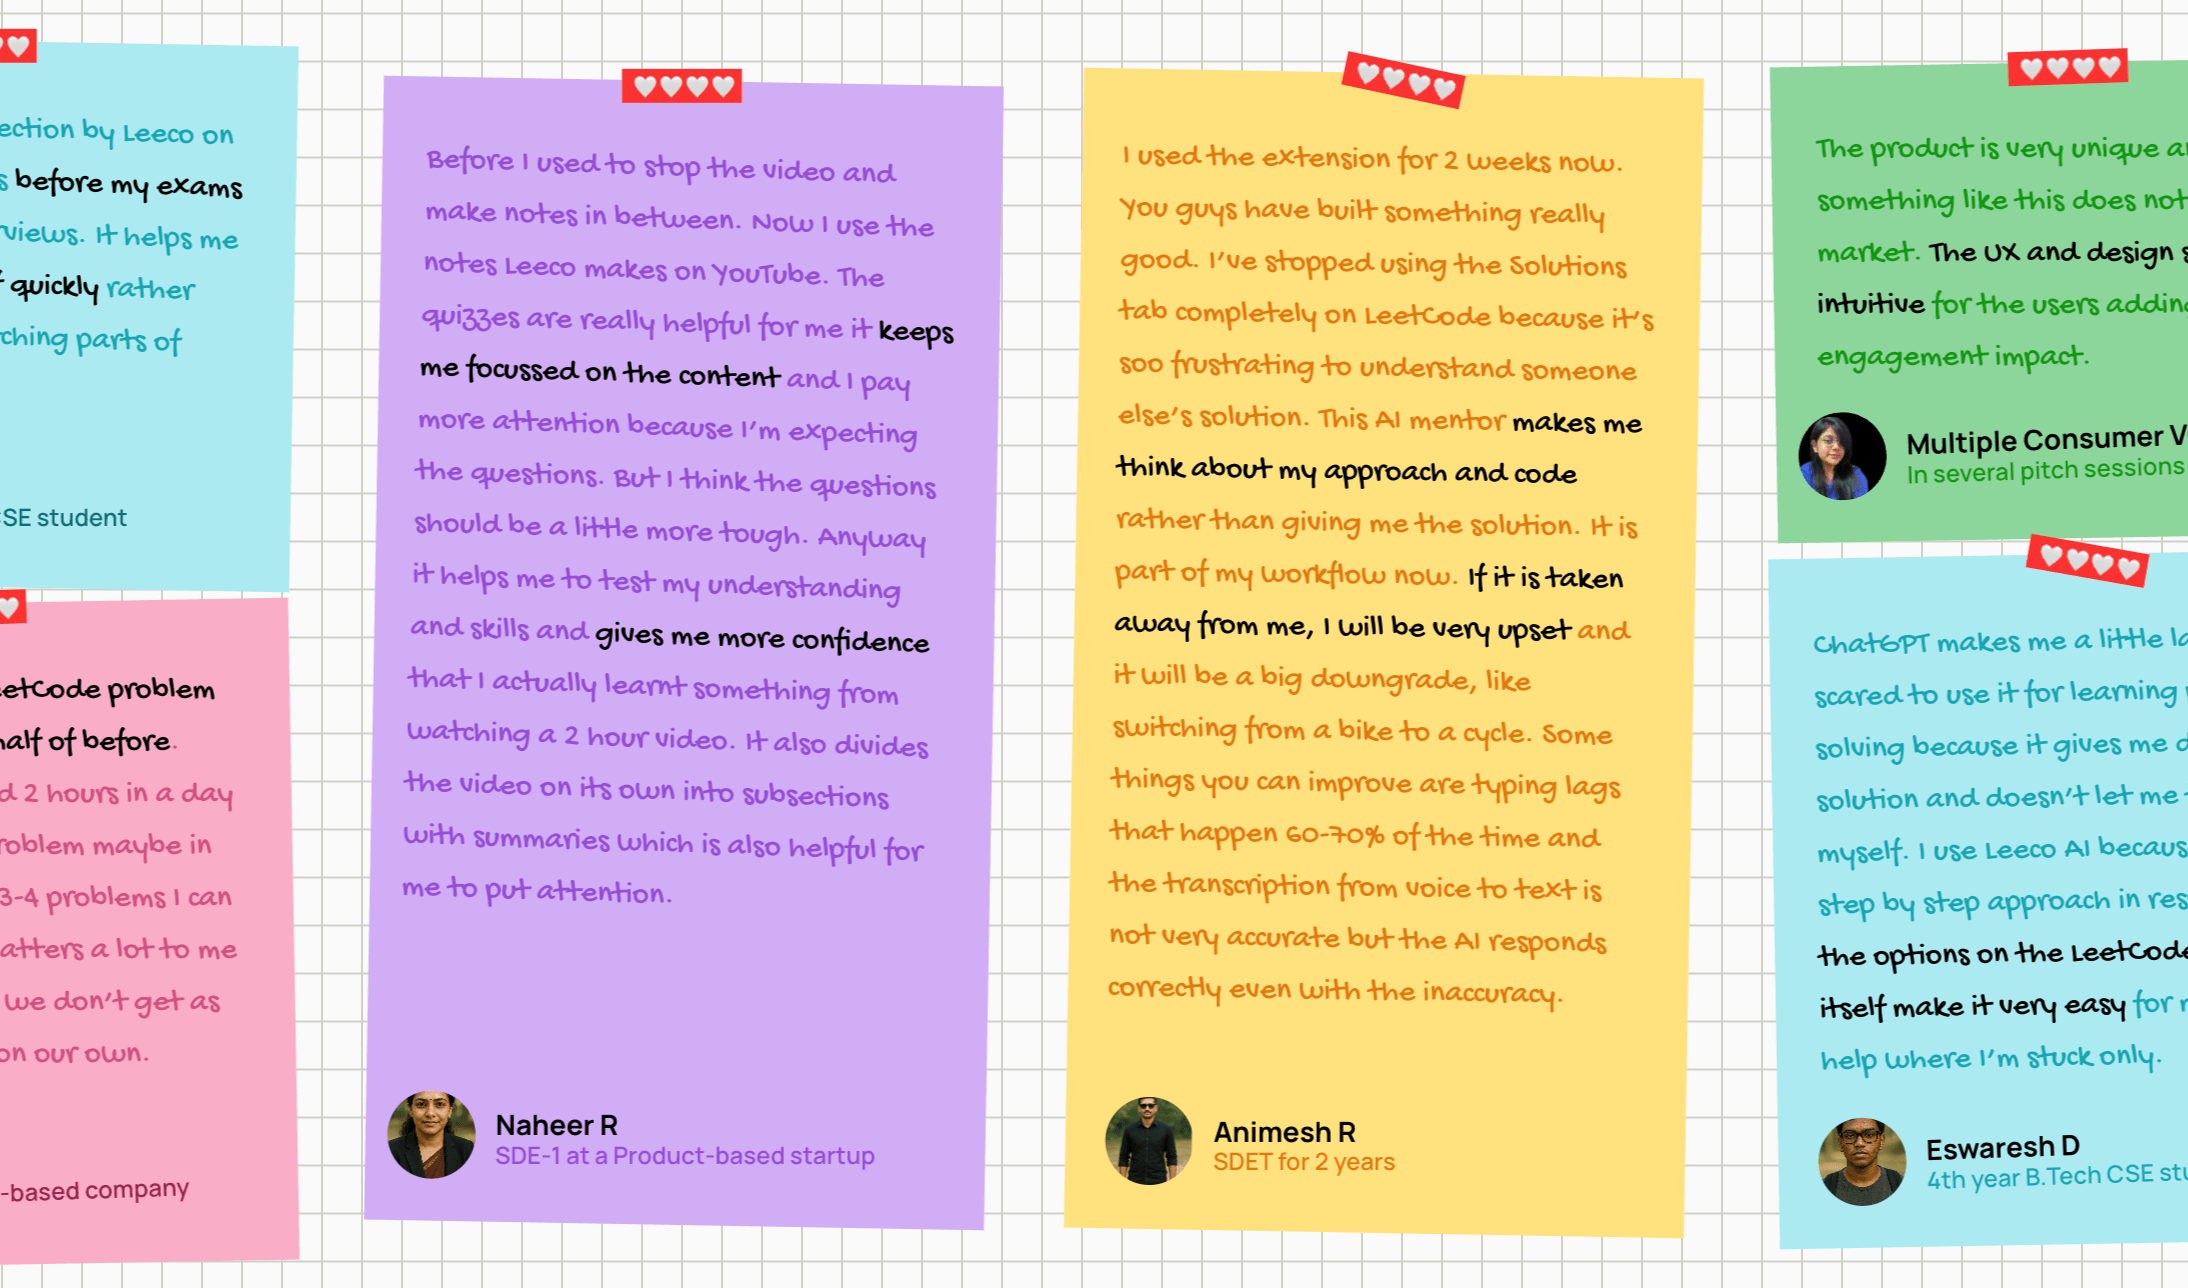 ection by Leeco on
s before my exams
views. It helps me
f quickly rather
ching parts of
CSE student
eetCode problem
half of before.
d 2 hours in a day
roblem maybe in
3-4 problems I can
atters a lot to me
we don't get as
on our own.
-based company
Before I used to stop the video and
make notes in between. Now I use the
notes Leeco makes on YouTube. The
quizzes are really helpful for me it keeps
me focussed on the content and I pay
more attention because I'm expecting
the questions. But I think the questions
should be a little more tough. Anyway
it helps me to test my understanding
and skills and gives me more confidence
that I actually learnt something from
watching a 2 hour video. It also divides
the video on its own into subsections
with summaries which is also helpful for
me to put attention.
Naheer R
SDE-1 at a Product-based startup
I used the extension for 2 weeks now.
You guys have built something really
good. I've stopped using the Solutions
tab completely on LeetCode because it's
soo frustrating to understand someone
else's solution. This AI mentor makes me
think about my approach and code
rather than giving me the solution. It is
part of my workflow now. If it is taken
away from me, I will be very upset and
it will be a big downgrade, like
switching from a bike to a cycle. Some
things you can improve are typing lags
that happen 60-70% of the time and
the transcription from voice to text is
not very accurate but the AI responds
correctly even with the inaccuracy.
Animesh R
SDET for 2 years
The product is very unique a
something like this does not
market. The UX and design s
intuitive for the users adding
engagement impact.
Multiple Consumer V
In several pitch sessions
ChatGPT makes me a little la
scared to use it for learning
solving because it gives me d
solution and doesn't let me
myself. I use Leeco AI becaus
step by step approach in res
the options on the LeetCode
itself make it very easy for
help where I'm stuck only.
Eswaresh D
4th year B.Tech CSE stu